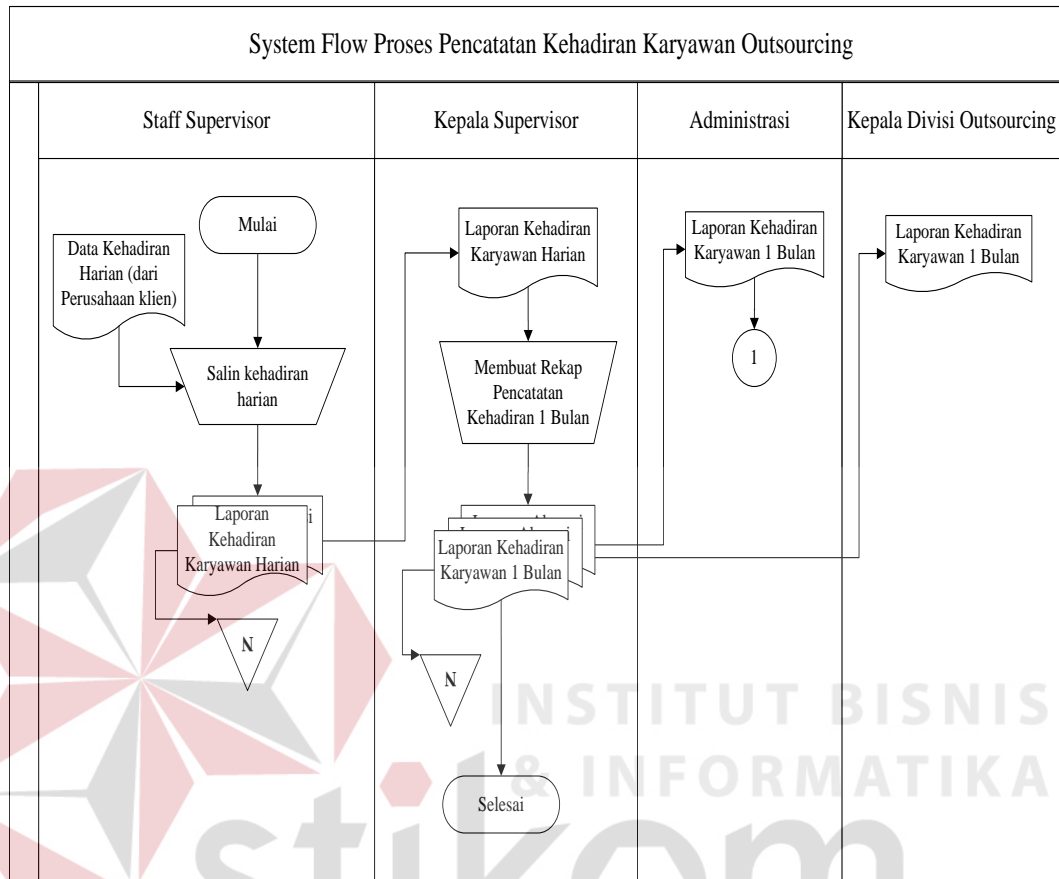 System Flow Proses Pencatatan Kehadiran Karyawan Outsourcing
Staff Supervisor
Kepala Supervisor
Administrasi
Kepala Divisi Outsourcing
Mulai
Data Kehadiran
Harian (dari
Perusahaan klien)
Salin kehadiran
harian
Laporan
Kehadiran
Karyawan Harian
N
Laporan Kehadiran
Karyawan Harian
Membuat Rekap
Pencatatan
Kehadiran 1 Bulan
Laporan Kehadiran
Karyawan 1 Bulan
N
Selesai
Laporan Kehadiran
Karyawan 1 Bulan
1
Laporan Kehadiran
Karyawan 1 Bulan
INSTITUT BISNIS
& INFORMATIKA
stikom